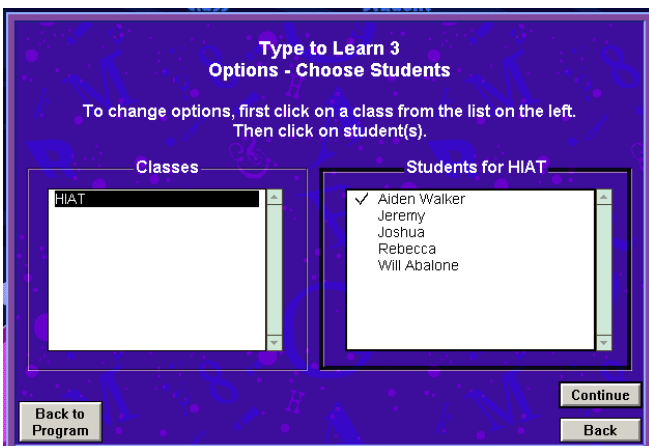 Type to Learn 3
Options - Choose Students
To change options, first click on a class from the list on the left.
Then click on student(s).
Classes
HIAT
Students for HIAT
Aiden Walker
Jeremy
Joshua
Rebecca
Will Abalone
Continue
Back to
Program
Back